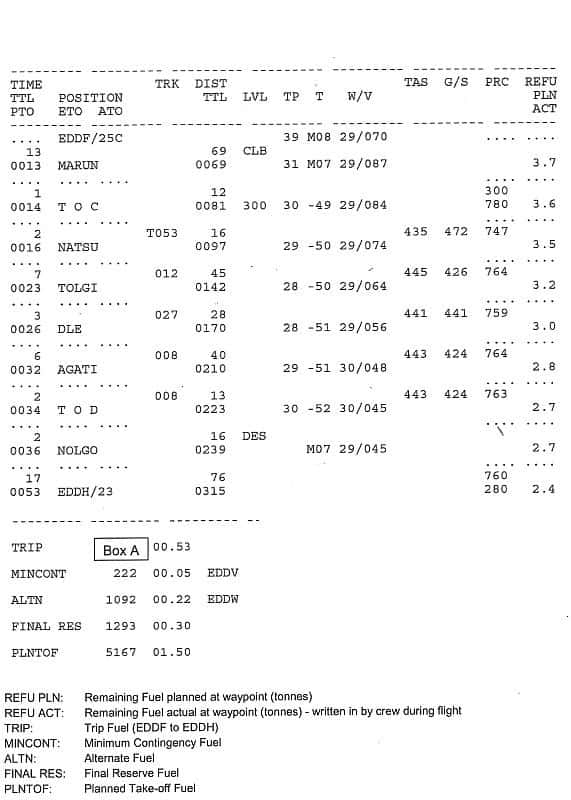 --------- --------- --------- --------- --------- --------- ---------
TIME TRK DIST TAS G/S PRC REFU
TTL POSITION TTL LVL TP T W/V PLN
PTO ETO ATO ACT
--------- --------- --------- --------- --------- --------- ---------
.... EDDF/25C 39 M08 29/070 .... ....
13 69 CLB
0013 MARUN 0069 31 M07 29/087 3.7
.... .... .... .... ....
1 12 300
0014 T O C 0081 300 30 -49 29/084 780 3.6
.... .... .... .... ....
2 T053 16 435 472 747
0016 NATSU 0097 29 -50 29/074 3.5
.... .... .... .... ....
7 012 45 445 426 764
0023 TOLGI 0142 28 -50 29/064 3.2
.... .... .... .... ....
3 027 28 441 441 759
0026 DLE 0170 28 -51 29/056 3.0
.... .... .... .... ....
6 008 40 443 424 764
0032 AGATI 0210 29 -51 30/048 2.8
.... .... .... .... ....
2 008 13 443 424 763
0034 T O D 0223 30 -52 30/045 2.7
.... .... .... .... ....
2 16 DES
0036 NOLGO 0239 M07 29/045 2.7
.... .... .... .... ....
17 76 760
0053 EDDH/23 0315 280 2.4
--------- --------- --------- --
TRIP Box A 00.53
MINCONT 222 00.05 EDDV
ALTN 1092 00.22 EDDW
FINAL RES 1293 00.30
PLNTOF 5167 01.50
REFU PLN: Remaining Fuel planned at waypoint (tonnes)
REFU ACT: Remaining Fuel actual at waypoint (tonnes) - written in by crew during flight
TRIP: Trip Fuel (EDDF to EDDH)
MINCONT: Minimum Contingency Fuel
ALTN: Alternate Fuel
FINAL RES: Final Reserve Fuel
PLNTOF: Planned Take-off Fuel